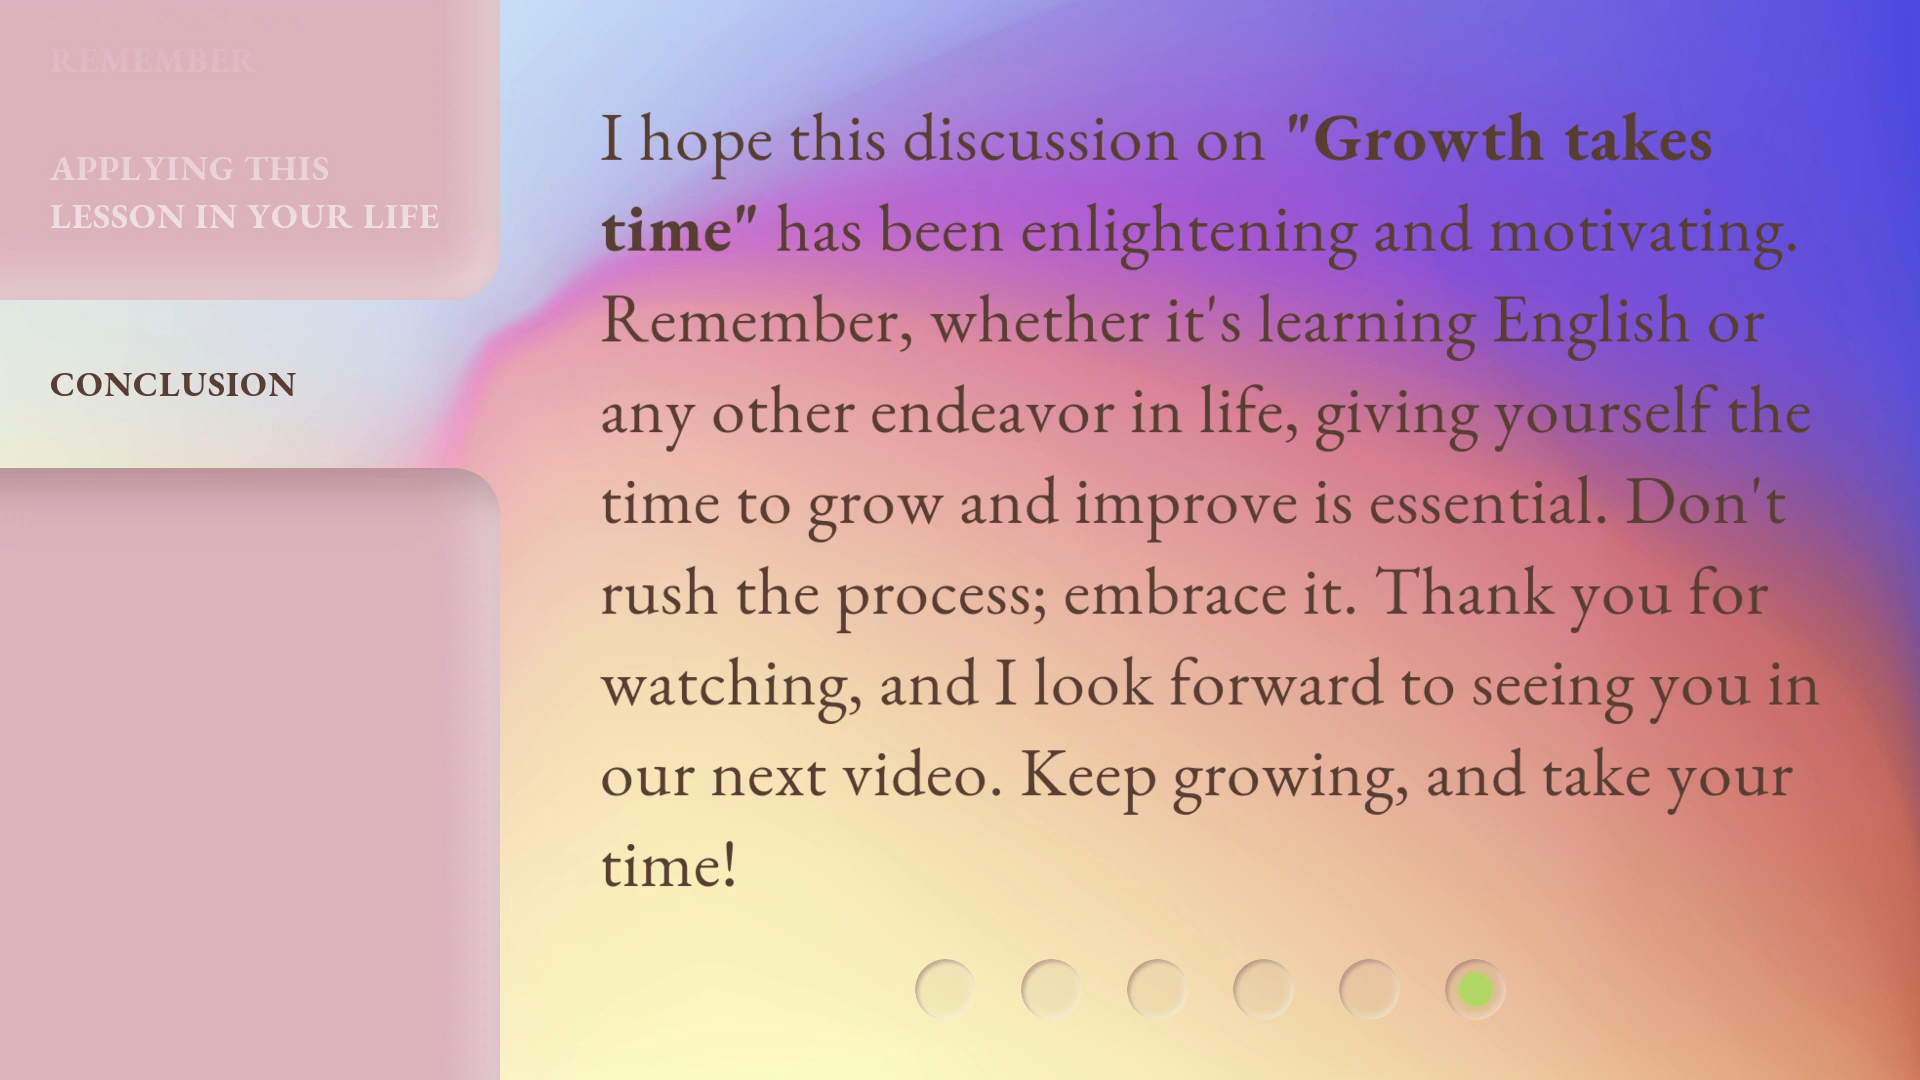 REMEMBER
APPLYING THIS
LESSON IN YOUR LIFE
CONCLUSION
I hope this discussion on "Growth takes
time" has been enlightening and motivating.
Remember, whether it's learning English or
any other endeavor in life, giving yourself the
time to grow and improve is essential. Don't
rush the process; embrace it. Thank you for
watching, and I look forward to seeing you in
our next video. Keep growing, and take your
time!